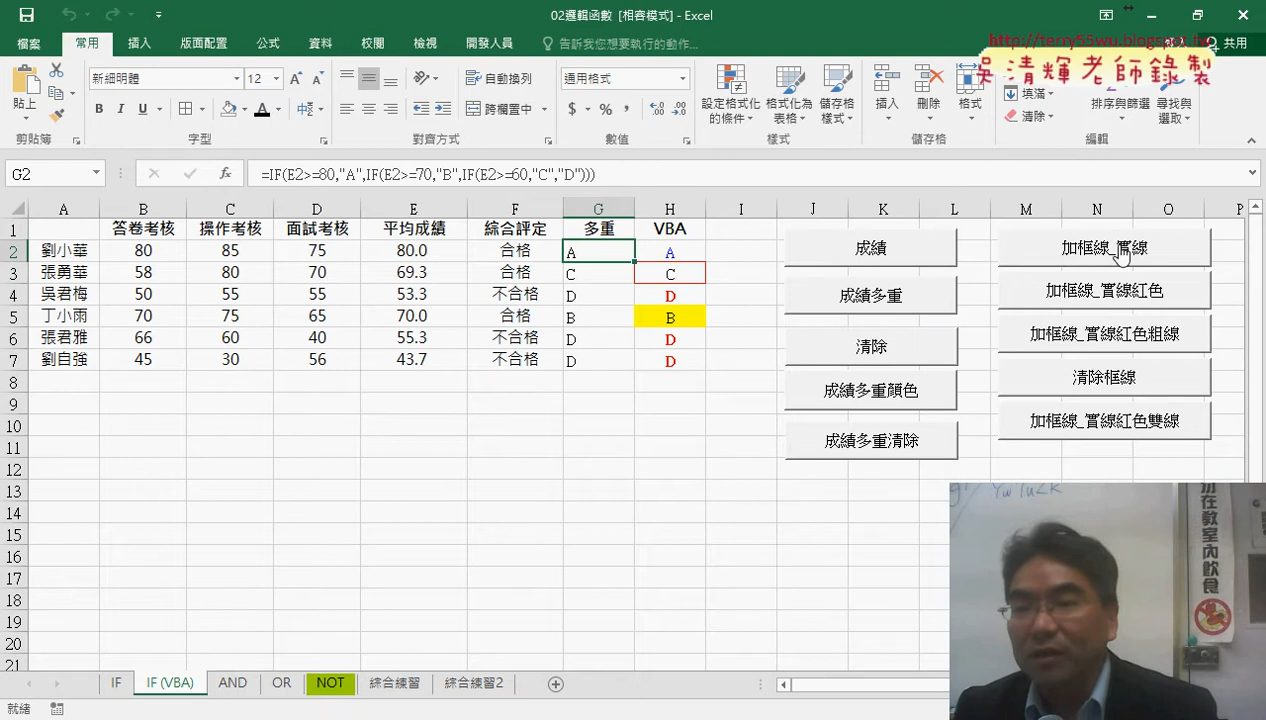 02邏輯函數 [相容模式] - Excel
http://terry55wu.blogspot.tw
吳清輝老師錄製
檔案 常用 插入 版面配置 公式 資料 校閱 檢視 開發人員 告訴我您想要執行的動作... 共用
新細明體 12 自動換列 通用格式
貼上 B I U 跨欄置中 $ % 設定格式化的條件 格式化為表格 儲存格樣式 插入 刪除 格式 填滿 清除 排序與篩選 尋找與選取
剪貼簿 字型 對齊方式 數值 樣式 儲存格 編輯
G2 fx =IF(E2>=80,"A",IF(E2>=70,"B",IF(E2>=60,"C","D")))
A B C D E F G H I J K L M N O P
1 答卷考核 操作考核 面試考核 平均成績 綜合評定 多重 VBA
2 劉小華 80 85 75 80.0 合格 A A
3 張勇華 58 80 70 69.3 合格 C C
4 吳君梅 50 55 55 53.3 不合格 D D
5 丁小雨 70 75 65 70.0 合格 B B
6 張君雅 66 60 40 55.3 不合格 D D
7 劉自強 45 30 56 43.7 不合格 D D
8
9
10
11
12
13
14
15
16
17
18
19
20
21
成績
成績多重
清除
成績多重顏色
成績多重清除
加框線_實線
加框線_實線紅色
加框線_實線紅色粗線
清除框線
加框線_實線紅色雙線
勿在教室內飲食
IF IF (VBA) AND OR NOT 綜合練習 綜合練習2
就緒